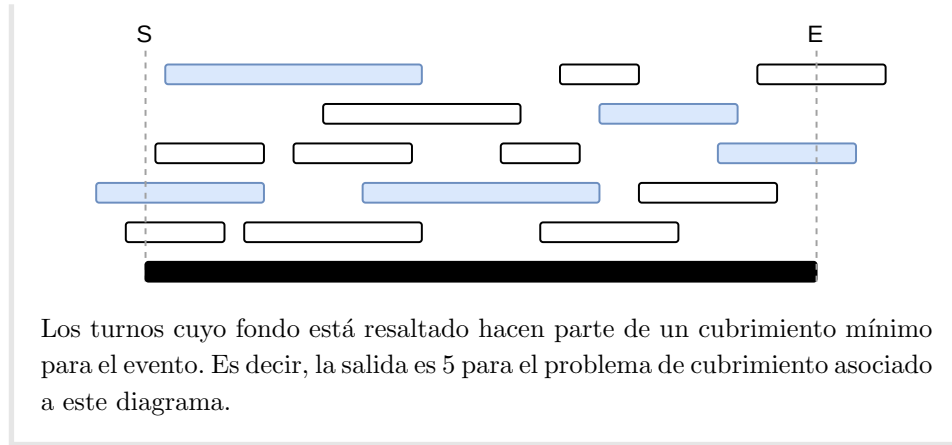 S E
Los turnos cuyo fondo está resaltado hacen parte de un cubrimiento mínimo
para el evento. Es decir, la salida es 5 para el problema de cubrimiento asociado
a este diagrama.